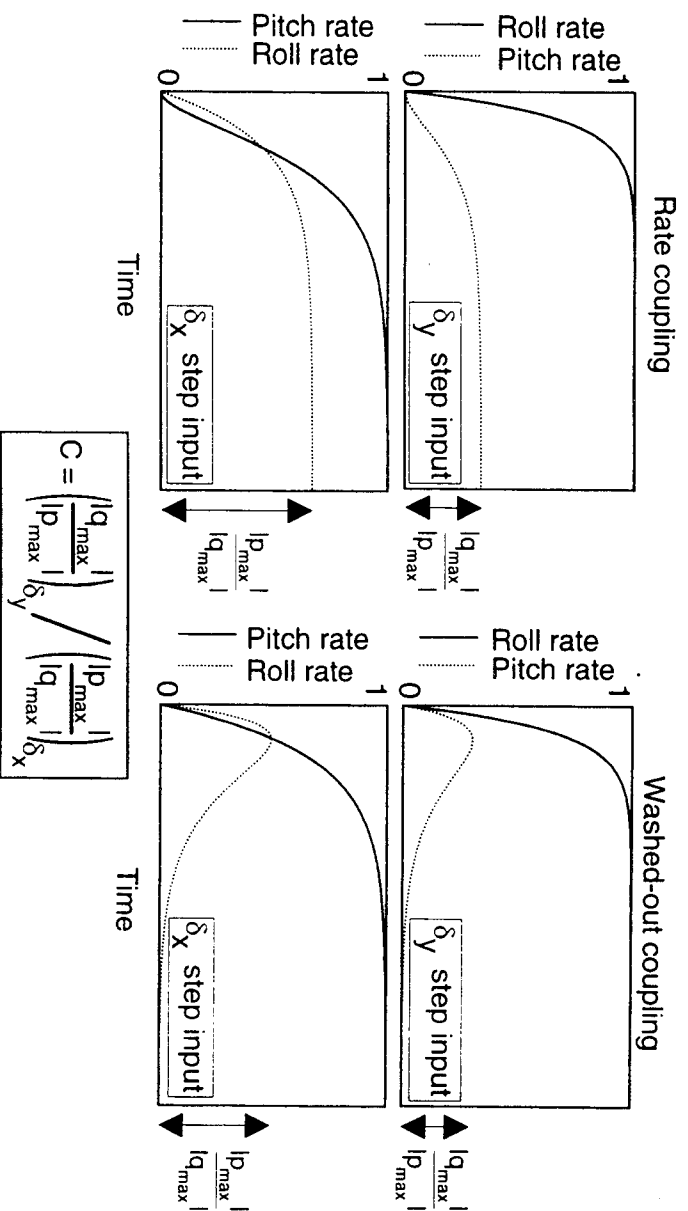 Rate coupling
Roll rate
Pitch rate
1
0
δy step input
|qmax|
|pmax|
Pitch rate
Roll rate
1
0
δx step input
|pmax|
|qmax|
Time
Washed-out coupling
Roll rate
Pitch rate
1
0
δy step input
|qmax|
|pmax|
Pitch rate
Roll rate
1
0
δx step input
|pmax|
|qmax|
Time
C = (|qmax|/|pmax|)δy / (|pmax|/|qmax|)δx